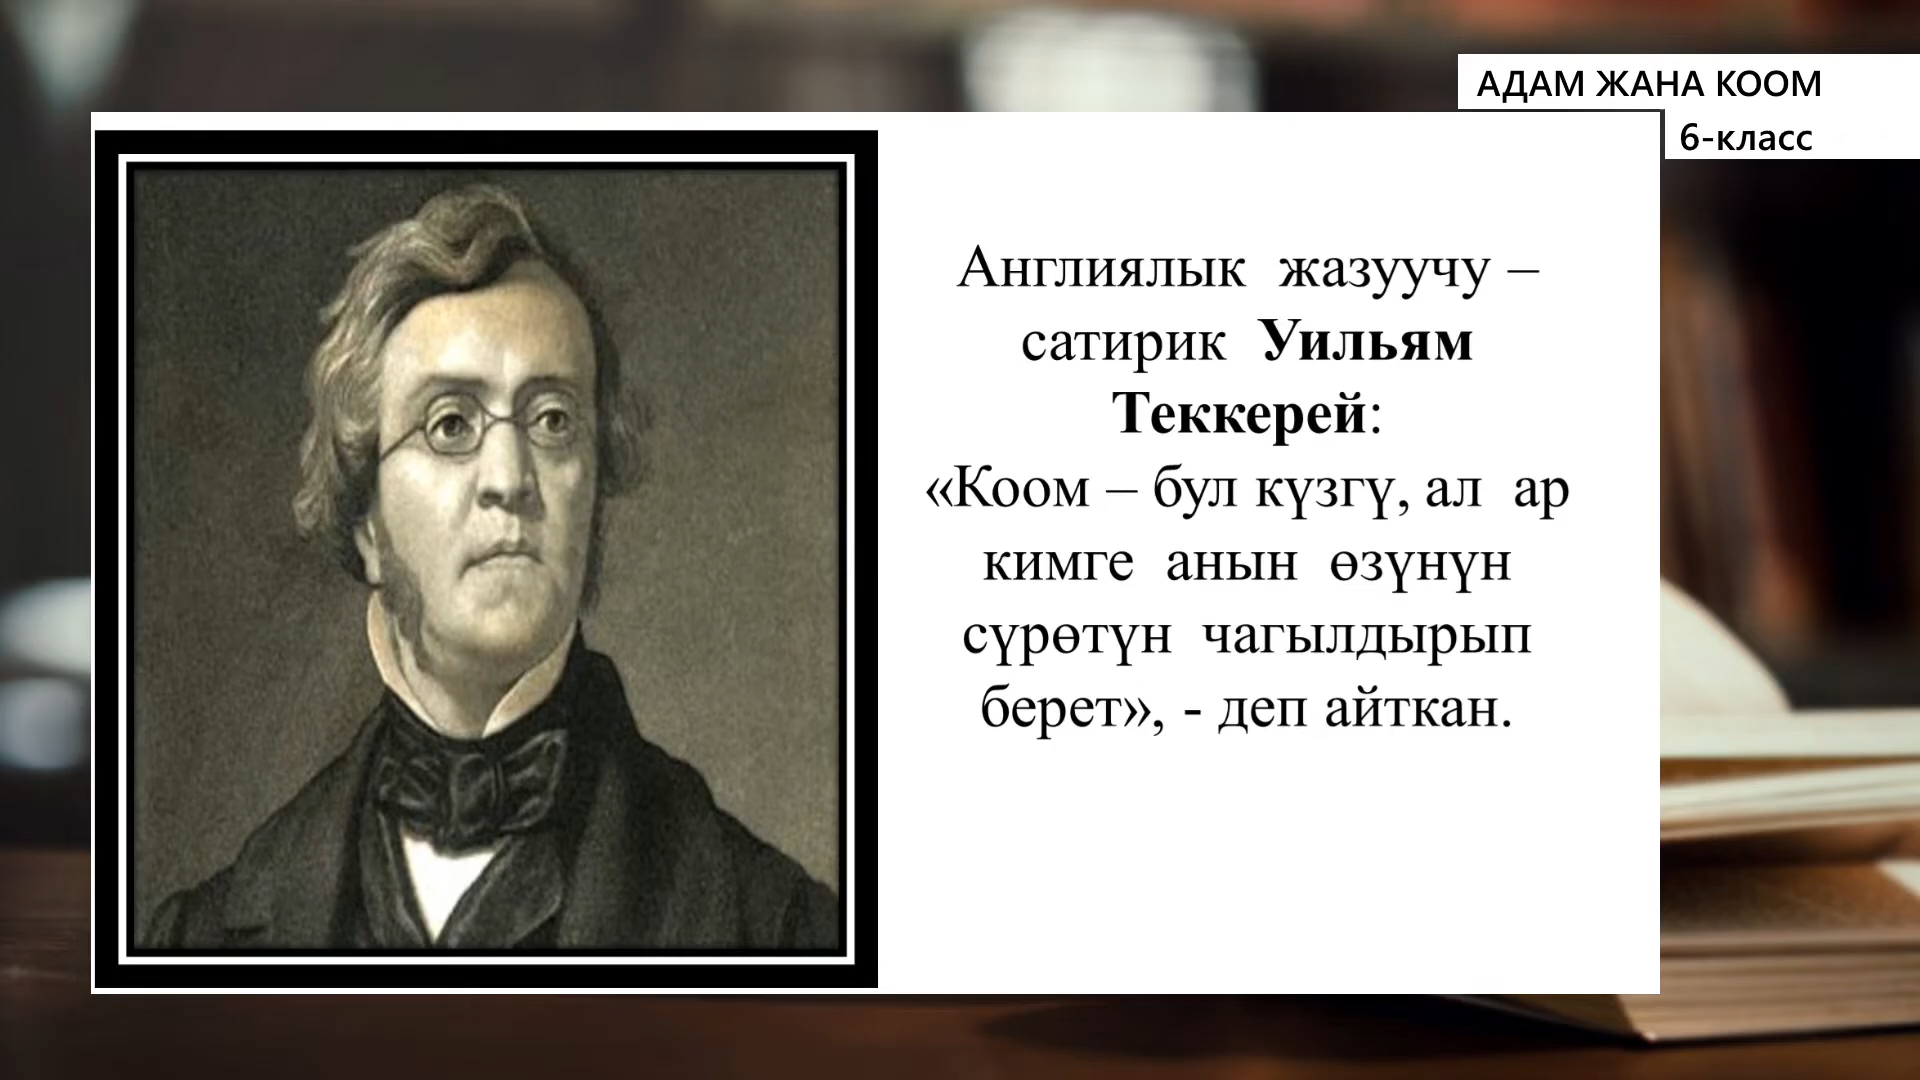 АДАМ ЖАНА КООМ
6-класс
Англиялык жазуучу –
сатирик Уильям
Теккерей:
«Коом – бул күзгү, ал ар
кимге анын өзүнүн
сүрөтүн чагылдырып
берет», - деп айткан.